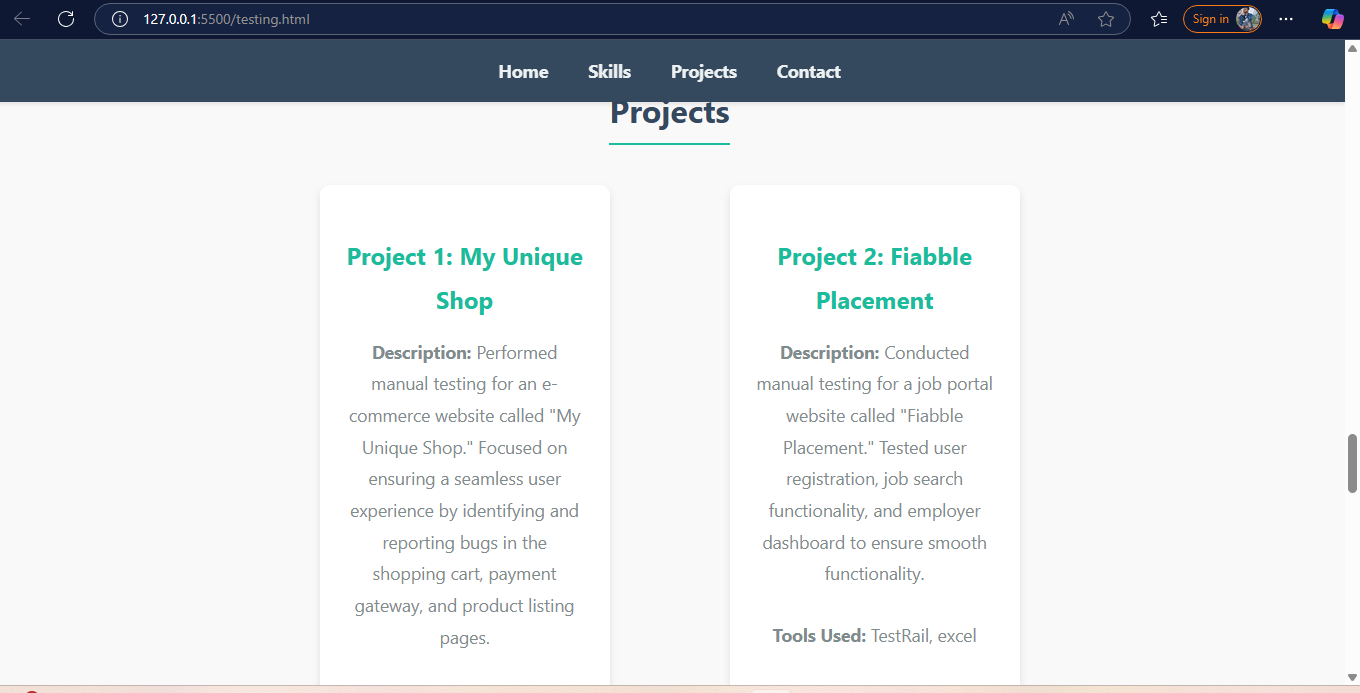 127.0.0.1:5500/testing.html
Sign in
Home Skills Projects Contact
Projects
Project 1: My Unique
Shop
Description: Performed
manual testing for an e-
commerce website called "My
Unique Shop." Focused on
ensuring a seamless user
experience by identifying and
reporting bugs in the
shopping cart, payment
gateway, and product listing
pages.
Project 2: Fiabble
Placement
Description: Conducted
manual testing for a job portal
website called "Fiabble
Placement." Tested user
registration, job search
functionality, and employer
dashboard to ensure smooth
functionality.
Tools Used: TestRail, excel